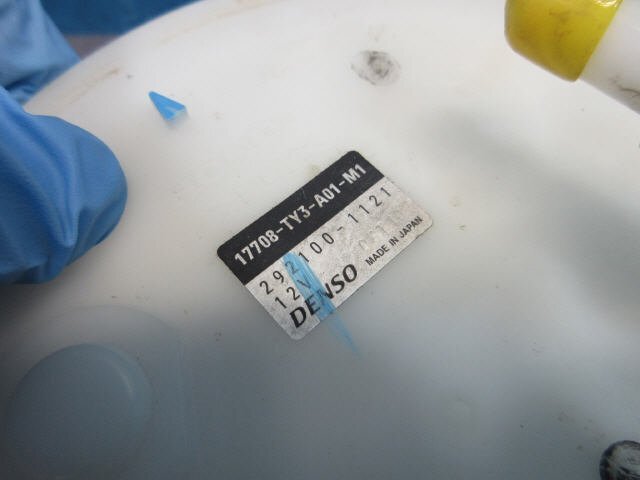 17708-TY3-A01-M1
292100-1121
12V
DENSO MADE IN JAPAN